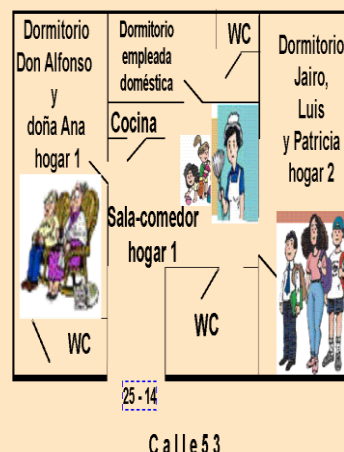 Dormitorio
Don Alfonso
y
doña Ana
hogar 1
Dormitorio
empleada
doméstica
WC
Dormitorio
Jairo,
Luis
y Patricia
hogar 2
Cocina
Sala-comedor
hogar 1
WC
WC
25 - 14
Calle 53